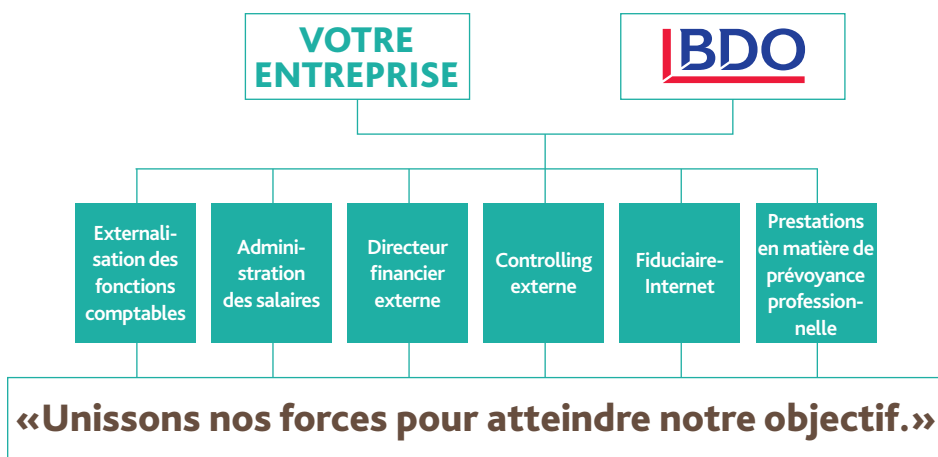 VOTRE
ENTREPRISE
BDO
Externali-
sation des
fonctions
comptables
Admini-
stration
des salaires
Directeur
financier
externe
Controlling
externe
Fiduciaire-
Internet
Prestations
en matière de
prévoyance
profession-
nelle
«Unissons nos forces pour atteindre notre objectif.»